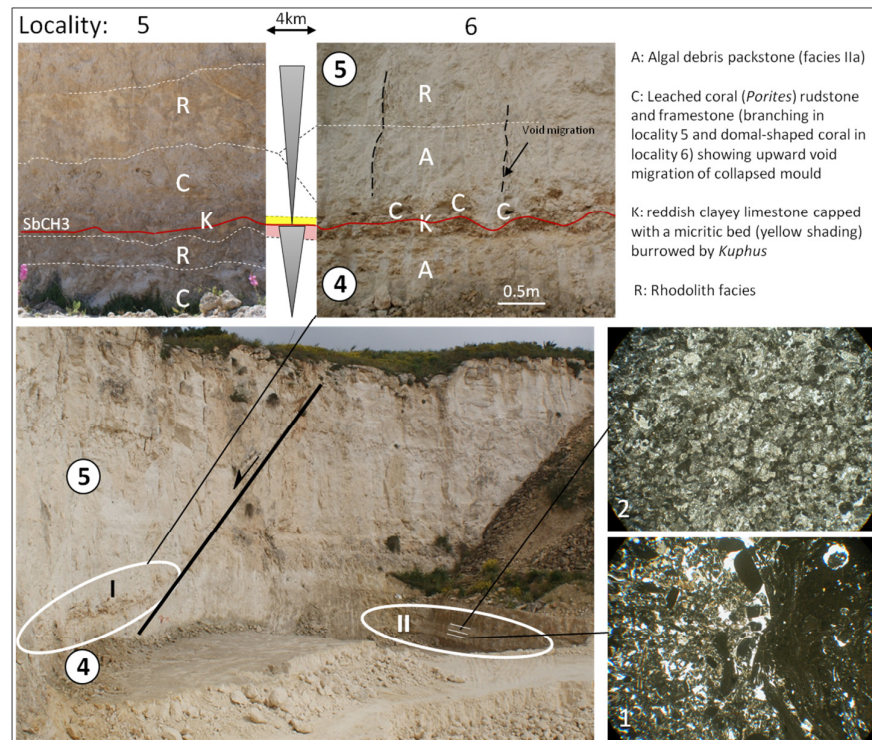 Locality: 5
4km
6
A: Algal debris packstone (facies IIa)
C: Leached coral (Porites) rudstone
and framestone (branching in
locality 5 and domal-shaped coral in
locality 6) showing upward void
migration of collapsed mould
K: reddish clayey limestone capped
with a micritic bed (yellow shading)
burrowed by Kuphus
R: Rhodolith facies
R
C
SbCH3
K
R
C
5
R
Void migration
A
C
C
C
K
A
4
0.5m
5
I
4
II
2
1